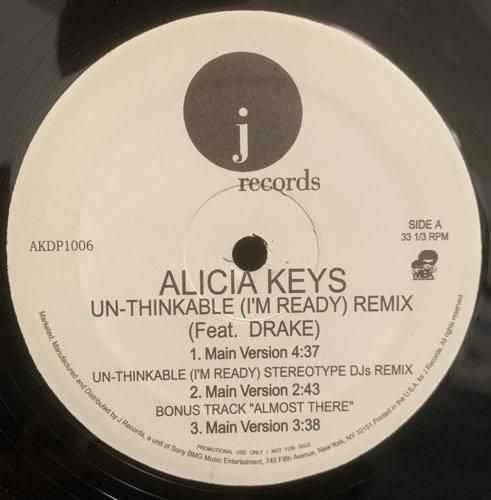 j
records
AKDP1006
SIDE A
33 1/3 RPM
MBK
ALICIA KEYS
UN-THINKABLE (I'M READY) REMIX
(Feat. DRAKE)
1. Main Version 4:37
UN-THINKABLE (I'M READY) STEREOTYPE DJs REMIX
2. Main Version 2:43
BONUS TRACK "ALMOST THERE"
3. Main Version 3:38
PROMOTIONAL USE ONLY / NOT FOR SALE
Marketed, Manufactured and Distributed by J Records, a unit of Sony BMG Music Entertaiment, 745 Fifth Avenue, New York, NY 10151.Printed in the U.S.A. for J Records. All rights reserved